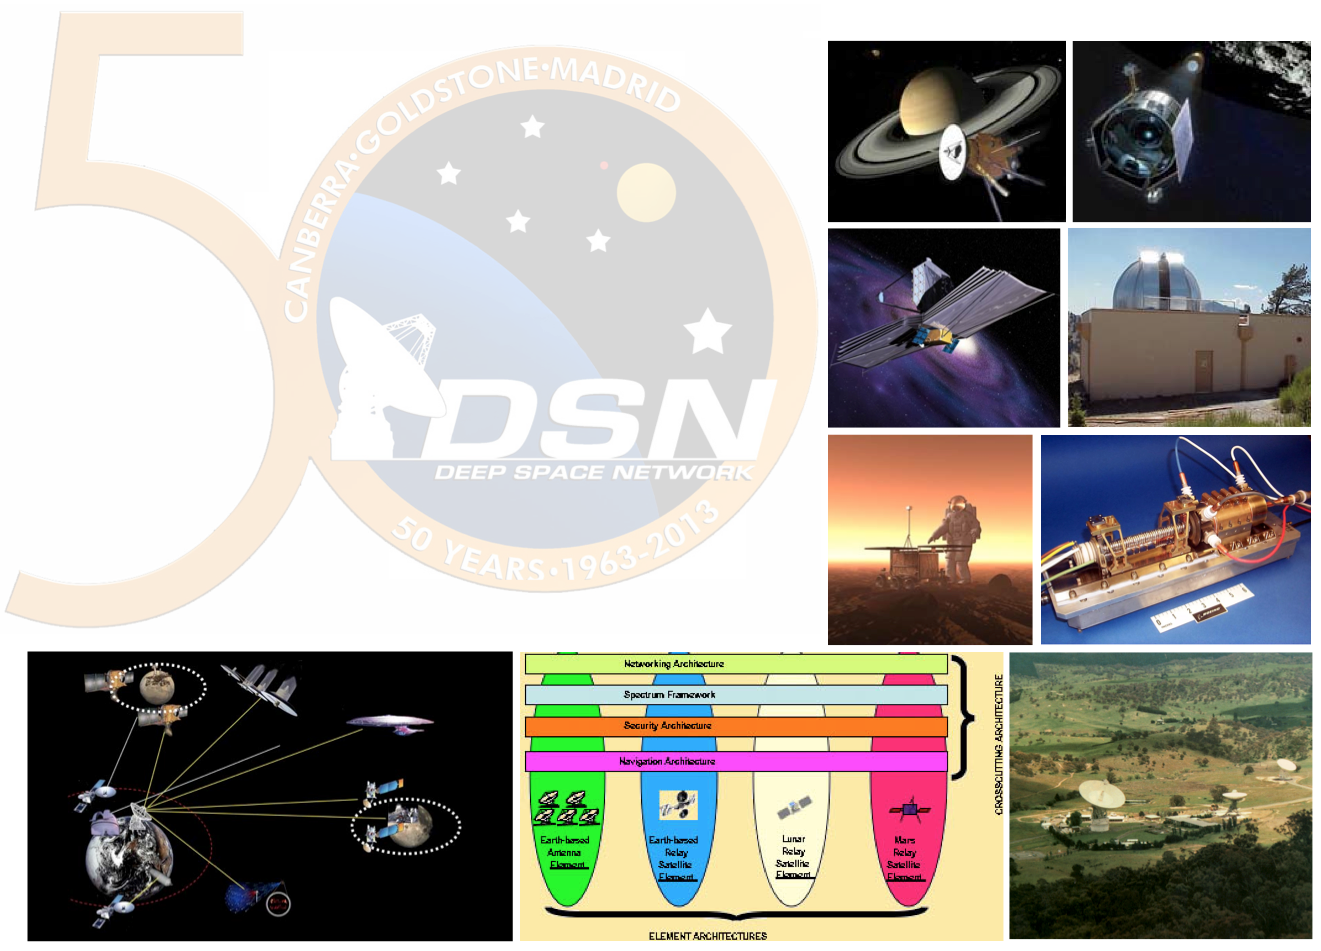 CANBERRA•GOLDSTONE•MADRID
DSN
DEEP SPACE NETWORK
50 YEARS•1963-2013
Networking Architecture
Spectrum Framework
Security Architecture
Navigation Architecture
CROSSCUTTING ARCHITECTURE
Earth-based
Antenna
Element
Earth-based
Relay
Satellite
Element
Lunar
Relay
Satellite
Element
Mars
Relay
Satellite
Element
ELEMENT ARCHITECTURES